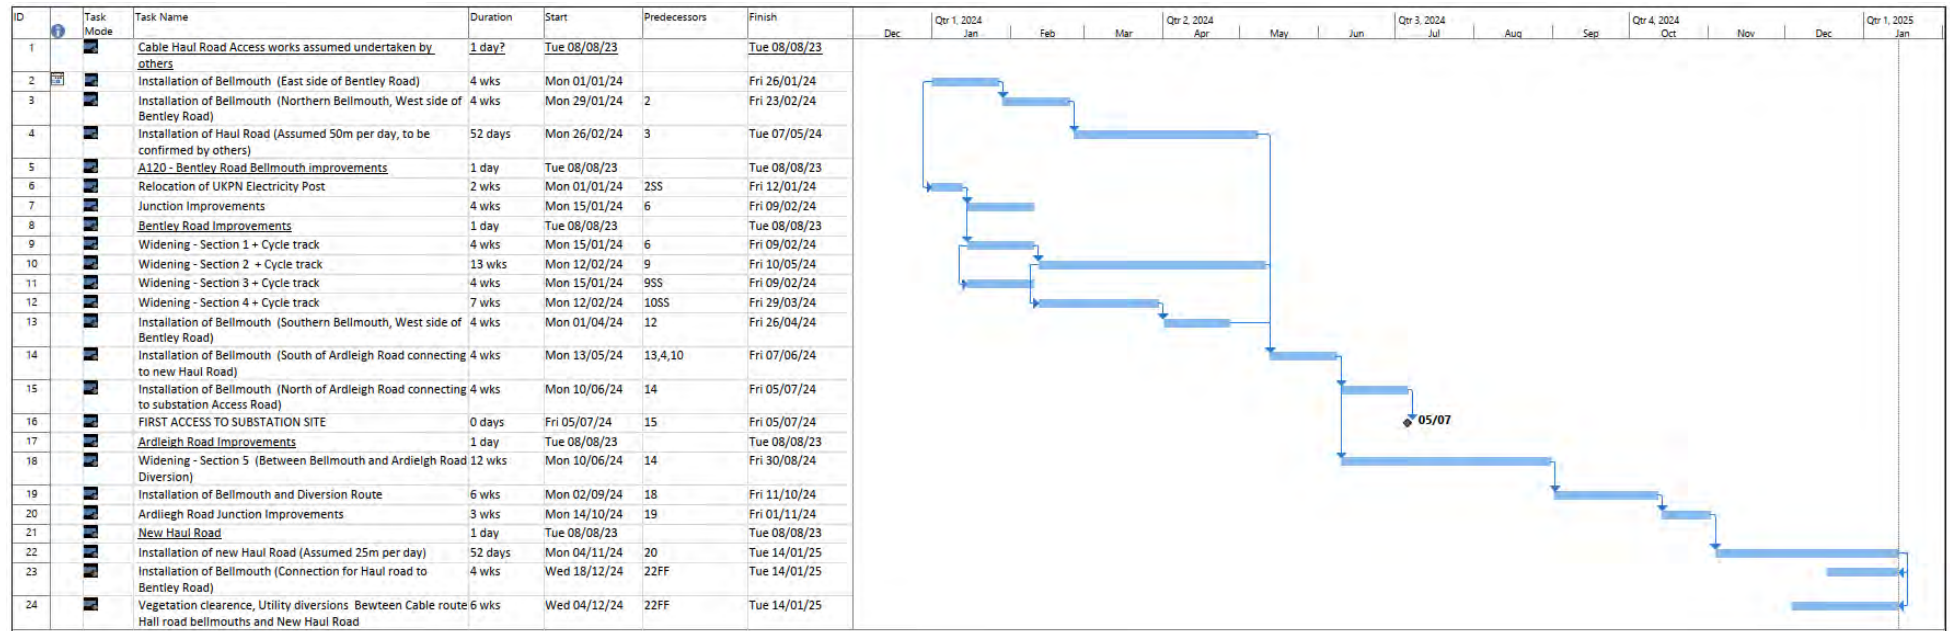 ID Task Mode Task Name Duration Start Predecessors Finish
Qtr 1, 2024 Qtr 2, 2024 Qtr 3, 2024 Qtr 4, 2024 Qtr 1, 2025
Dec Jan Feb Mar Apr May Jun Jul Aug Sep Oct Nov Dec Jan
1 Cable Haul Road Access works assumed undertaken by 1 day? Tue 08/08/23 Tue 08/08/23
others
2 Installation of Bellmouth (East side of Bentley Road) 4 wks Mon 01/01/24 Fri 26/01/24
3 Installation of Bellmouth (Northern Bellmouth, West side of 4 wks Mon 29/01/24 2 Fri 23/02/24
Bentley Road)
4 Installation of Haul Road (Assumed 50m per day, to be 52 days Mon 26/02/24 3 Tue 07/05/24
confirmed by others)
5 A120 - Bentley Road Bellmouth improvements 1 day Tue 08/08/23 Tue 08/08/23
6 Relocation of UKPN Electricity Post 2 wks Mon 01/01/24 2SS Fri 12/01/24
7 Junction Improvements 4 wks Mon 15/01/24 6 Fri 09/02/24
8 Bentley Road Improvements 1 day Tue 08/08/23 Tue 08/08/23
9 Widening - Section 1 + Cycle track 4 wks Mon 15/01/24 6 Fri 09/02/24
10 Widening - Section 2 + Cycle track 13 wks Mon 12/02/24 9 Fri 10/05/24
11 Widening - Section 3 + Cycle track 4 wks Mon 15/01/24 9SS Fri 09/02/24
12 Widening - Section 4 + Cycle track 7 wks Mon 12/02/24 10SS Fri 29/03/24
13 Installation of Bellmouth (Southern Bellmouth, West side of 4 wks Mon 01/04/24 12 Fri 26/04/24
Bentley Road)
14 Installation of Bellmouth (South of Ardleigh Road connecting 4 wks Mon 13/05/24 13,4,10 Fri 07/06/24
to new Haul Road)
15 Installation of Bellmouth (North of Ardleigh Road connecting 4 wks Mon 10/06/24 14 Fri 05/07/24
to substation Access Road)
16 FIRST ACCESS TO SUBSTATION SITE 0 days Fri 05/07/24 15 Fri 05/07/24 05/07
17 Ardleigh Road Improvements 1 day Tue 08/08/23 Tue 08/08/23
18 Widening - Section 5 (Between Bellmouth and Ardielgh Road 12 wks Mon 10/06/24 14 Fri 30/08/24
Diversion)
19 Installation of Bellmouth and Diversion Route 6 wks Mon 02/09/24 18 Fri 11/10/24
20 Ardliegh Road Junction Improvements 3 wks Mon 14/10/24 19 Fri 01/11/24
21 New Haul Road 1 day Tue 08/08/23 Tue 08/08/23
22 Installation of new Haul Road (Assumed 25m per day) 52 days Mon 04/11/24 20 Tue 14/01/25
23 Installation of Bellmouth (Connection for Haul road to 4 wks Wed 18/12/24 22FF Tue 14/01/25
Bentley Road)
24 Vegetation clearence, Utility diversions Bewteen Cable route 6 wks Wed 04/12/24 22FF Tue 14/01/25
Hall road bellmouths and New Haul Road